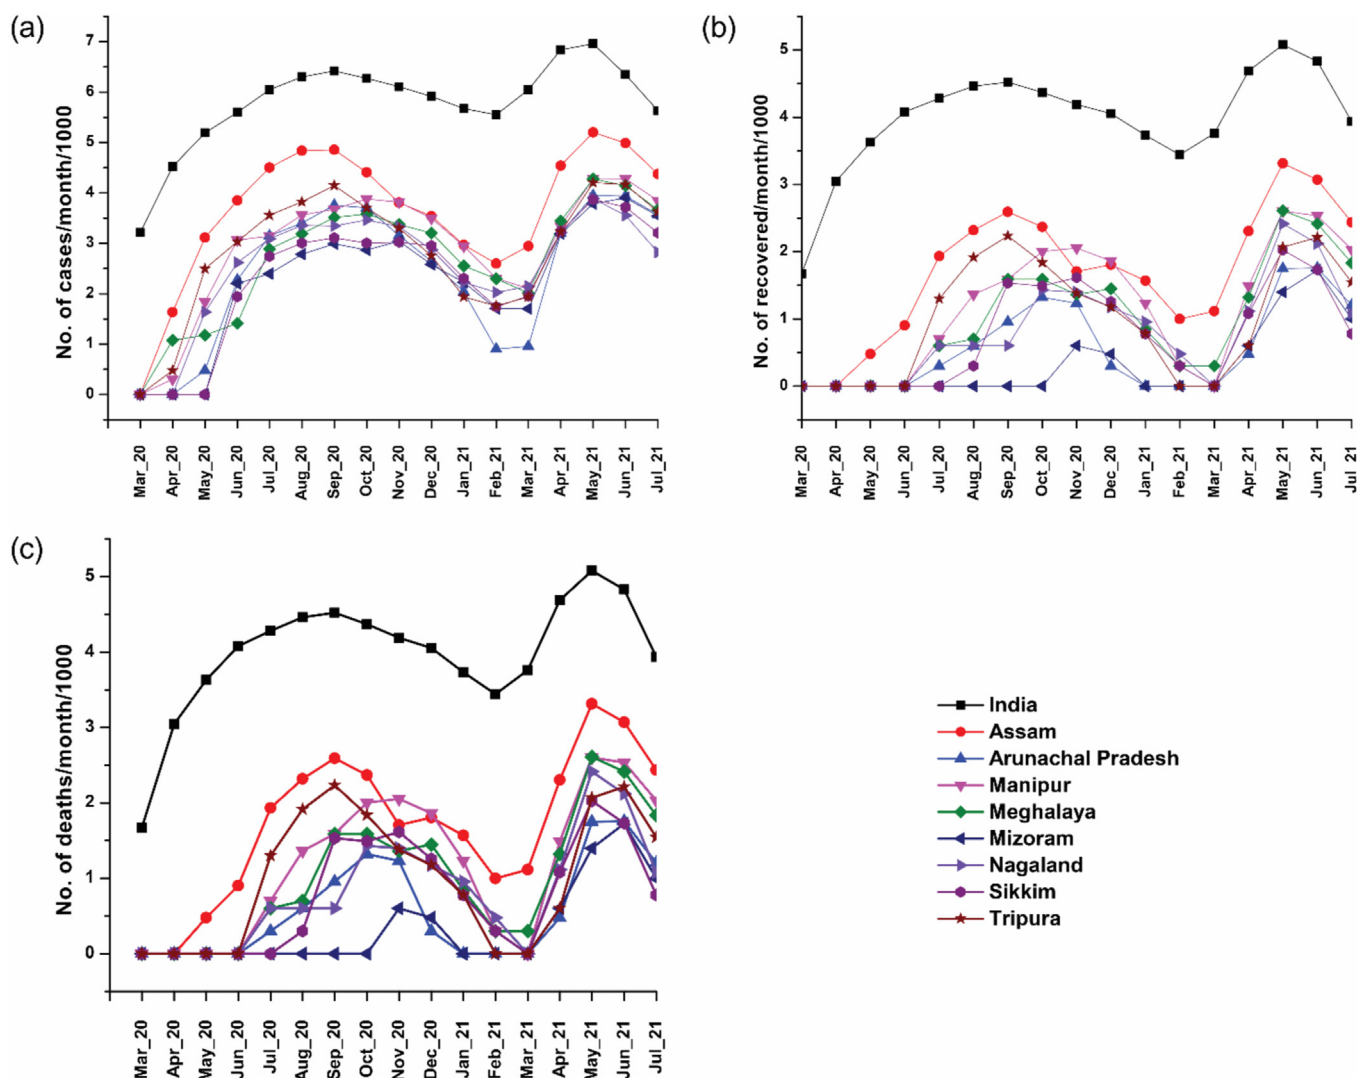 (a)
No. of cases/month/1000
7
6
5
4
3
2
1
0
Mar_20
Apr_20
May_20
Jun_20
Jul_20
Aug_20
Sep_20
Oct_20
Nov_20
Dec_20
Jan_21
Feb_21
Mar_21
Apr_21
May_21
Jun_21
Jul_21
(b)
No. of recovered/month/1000
5
4
3
2
1
0
Mar_20
Apr_20
May_20
Jun_20
Jul_20
Aug_20
Sep_20
Oct_20
Nov_20
Dec_20
Jan_21
Feb_21
Mar_21
Apr_21
May_21
Jun_21
Jul_21
(c)
No. of deaths/month/1000
5
4
3
2
1
0
Mar_20
Apr_20
May_20
Jun_20
Jul_20
Aug_20
Sep_20
Oct_20
Nov_20
Dec_20
Jan_21
Feb_21
Mar_21
Apr_21
May_21
Jun_21
Jul_21
India
Assam
Arunachal Pradesh
Manipur
Meghalaya
Mizoram
Nagaland
Sikkim
Tripura